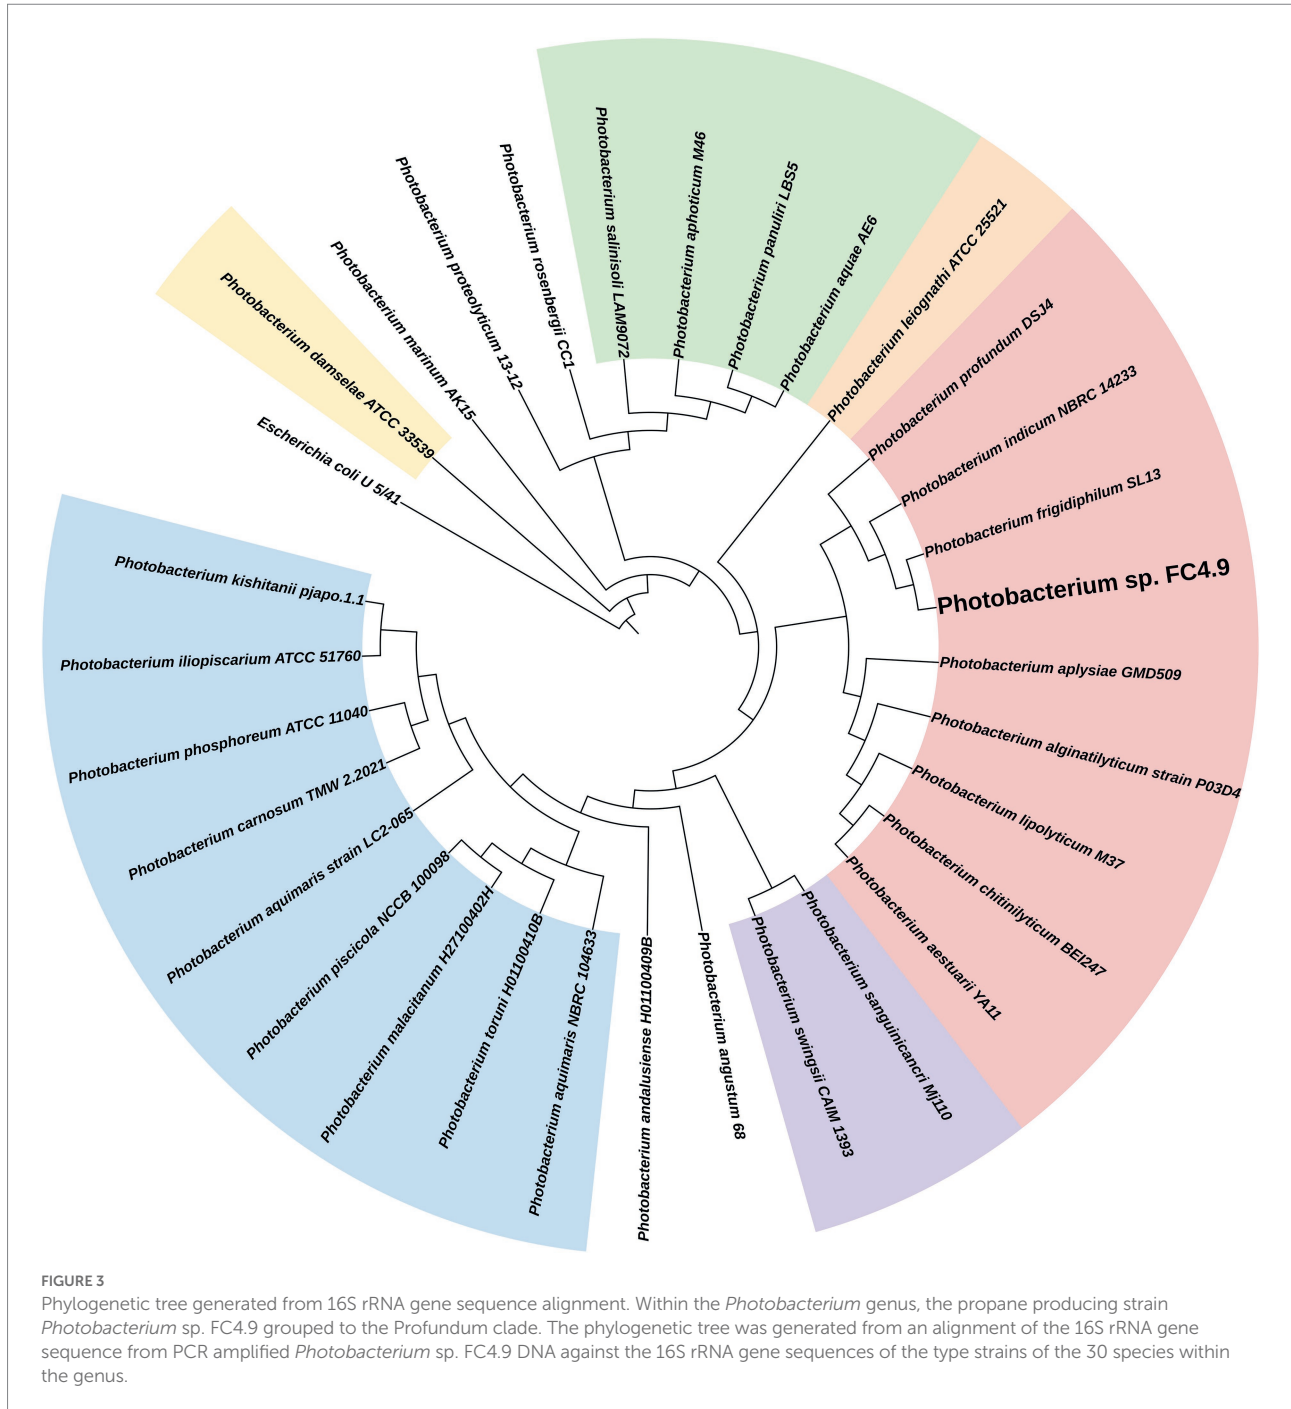 Photobacterium salinisoli LAM9072
Photobacterium aphoticum M46
Photobacterium panuliri LBS5
Photobacterium aquae AE6
Photobacterium leiognathi ATCC 25521
Photobacterium profundum DSJ4
Photobacterium indicum NBRC 14233
Photobacterium frigidiphilum SL13
Photobacterium sp. FC4.9
Photobacterium aplysiae GMD509
Photobacterium alginatilyticum strain P03D4
Photobacterium lipolyticum M37
Photobacterium chitinilyticum BEI247
Photobacterium aestuarii YA11
Photobacterium sanguinicancri Mj110
Photobacterium swingsii CAIM 1393
Photobacterium angustum 68
Photobacterium andalusiense H01100409B
Photobacterium aquimaris NBRC 104633
Photobacterium toruni H01100410B
Photobacterium malacitanum H27100402H
Photobacterium piscicola NCCB 100098
Photobacterium aquimaris strain LC2-065
Photobacterium carnosum TMW 2.2021
Photobacterium phosphoreum ATCC 11040
Photobacterium iliopiscarium ATCC 51760
Photobacterium kishitanii pjapo.1.1
Escherichia coli U 5/41
Photobacterium damselae ATCC 33539
Photobacterium marinum AK15
Photobacterium proteolyticum 13-12
Photobacterium rosenbergii CC1
FIGURE 3
Phylogenetic tree generated from 16S rRNA gene sequence alignment. Within the Photobacterium genus, the propane producing strain
Photobacterium sp. FC4.9 grouped to the Profundum clade. The phylogenetic tree was generated from an alignment of the 16S rRNA gene
sequence from PCR amplified Photobacterium sp. FC4.9 DNA against the 16S rRNA gene sequences of the type strains of the 30 species within
the genus.